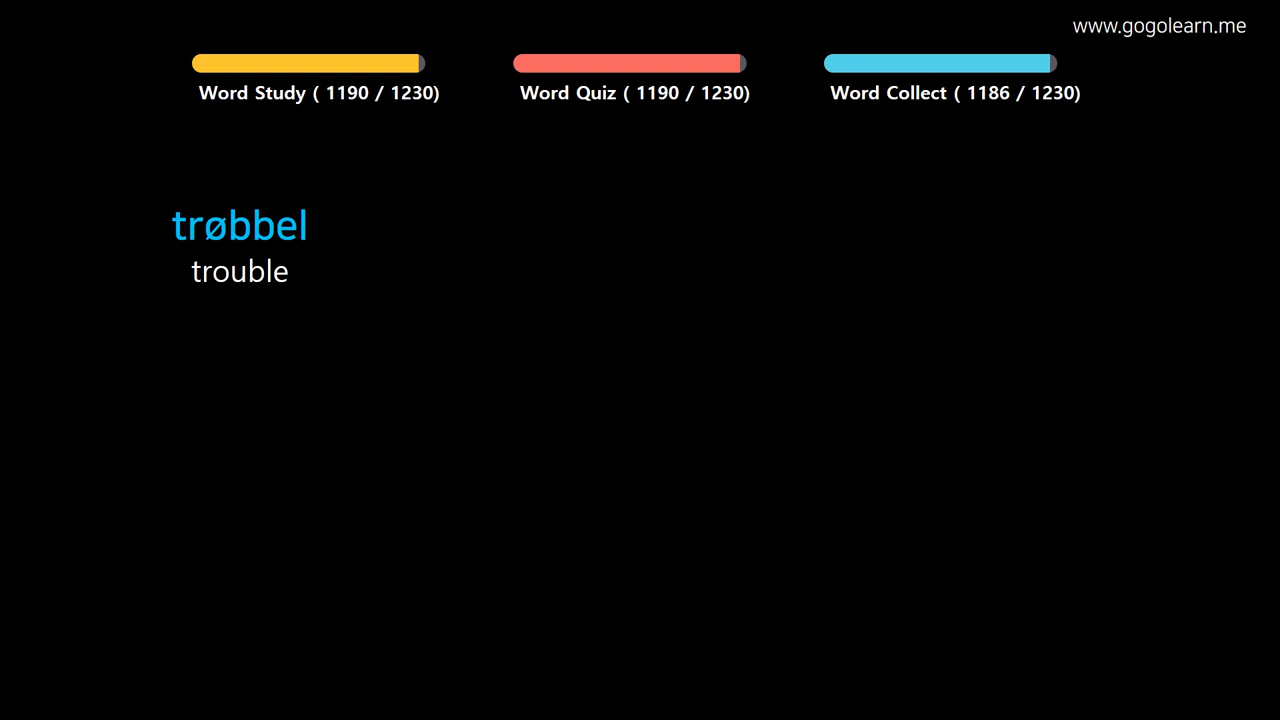 www.gogolearn.me
Word Study ( 1190 / 1230)
Word Quiz ( 1190 / 1230)
Word Collect ( 1186 / 1230)
trøbbel
trouble